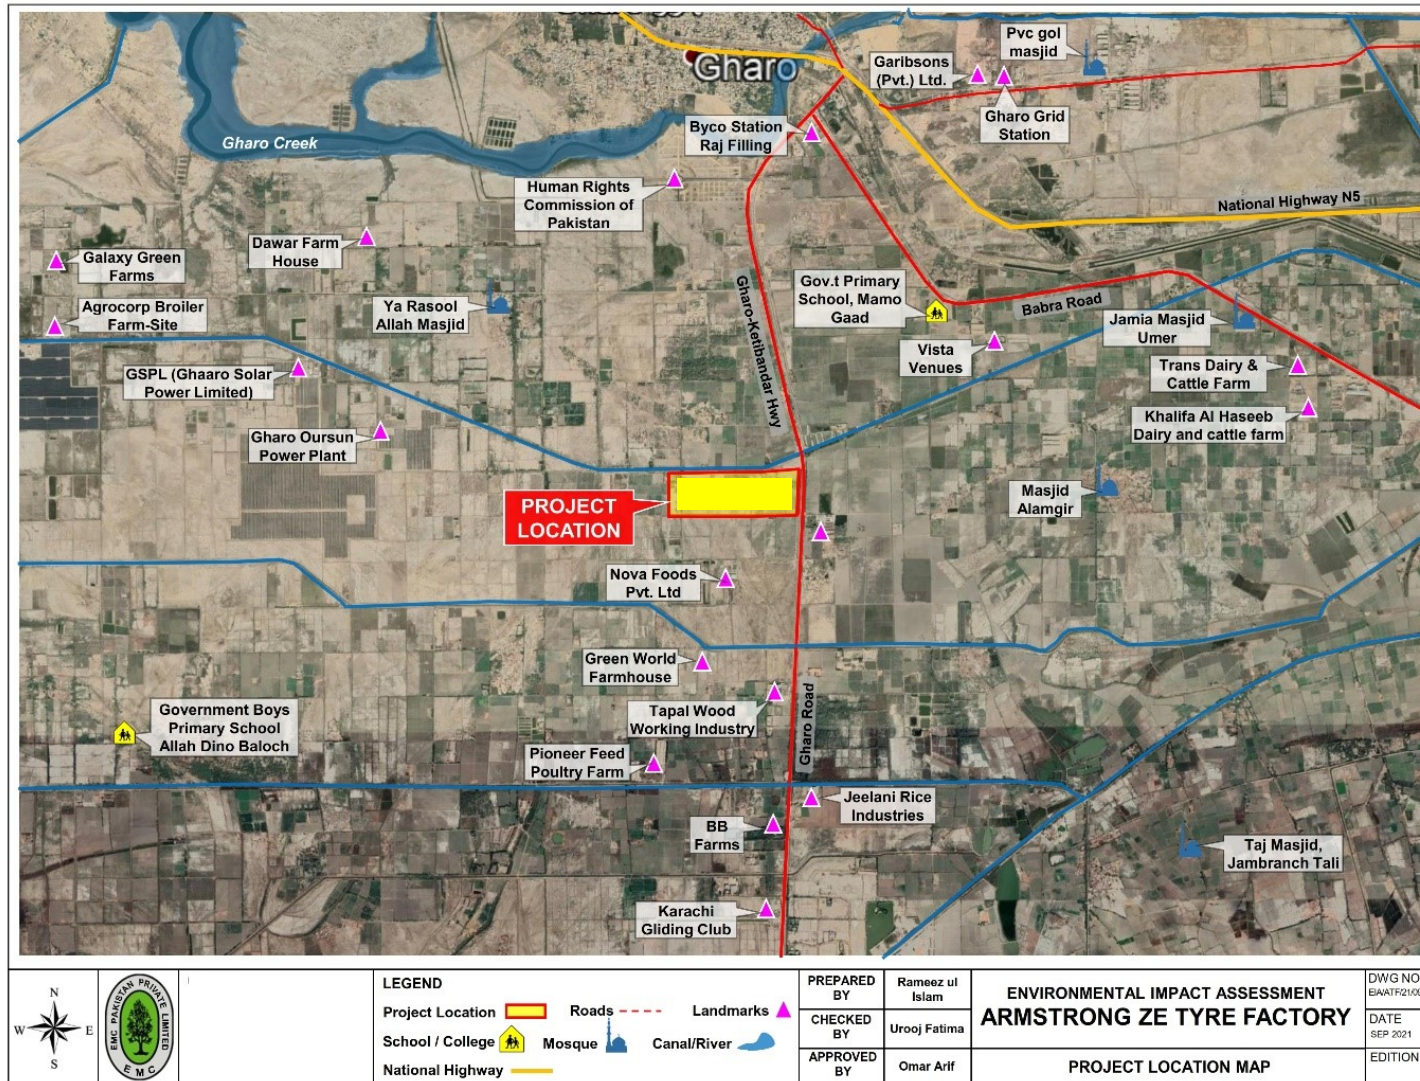 Gharo
Pvc gol
masjid
Garibsons
(Pvt.) Ltd.
Gharo Grid
Station
Byco Station
Raj Filling
Gharo Creek
Human Rights
Commission of
Pakistan
National Highway N5
Dawar Farm
House
Galaxy Green
Farms
Agrocorp Broiler
Farm-Site
Ya Rasool
Allah Masjid
Gharo-Ketibandar Hwy
Gov.t Primary
School, Mamo
Gaad
Babra Road
Jamia Masjid
Umer
Vista
Venues
GSPL (Gharo Solar
Power Limited)
Trans Dairy &
Cattle Farm
Khalifa Al Haseeb
Dairy and cattle farm
Gharo Oursun
Power Plant
PROJECT
LOCATION
Masjid
Alamgir
Nova Foods
Pvt. Ltd
Green World
Farmhouse
Tapal Wood
Working Industry
Gharo Road
Government Boys
Primary School
Allah Dino Baloch
Pioneer Feed
Poultry Farm
Jeelani Rice
Industries
BB
Farms
Taj Masjid,
Jambranch Tali
Karachi
Gliding Club
N
W E
S
EMC PAKISTAN PRIVATE LIMITED
E M C
LEGEND
Project Location Roads Landmarks
School / College Mosque Canal/River
National Highway
PREPARED
BY
Rameez ul
Islam
CHECKED
BY
Urooj Fatima
APPROVED
BY
Omar Arif
ENVIRONMENTAL IMPACT ASSESSMENT
ARMSTRONG ZE TYRE FACTORY
PROJECT LOCATION MAP
DWG NO
DATE
SEP 2021
EDITION